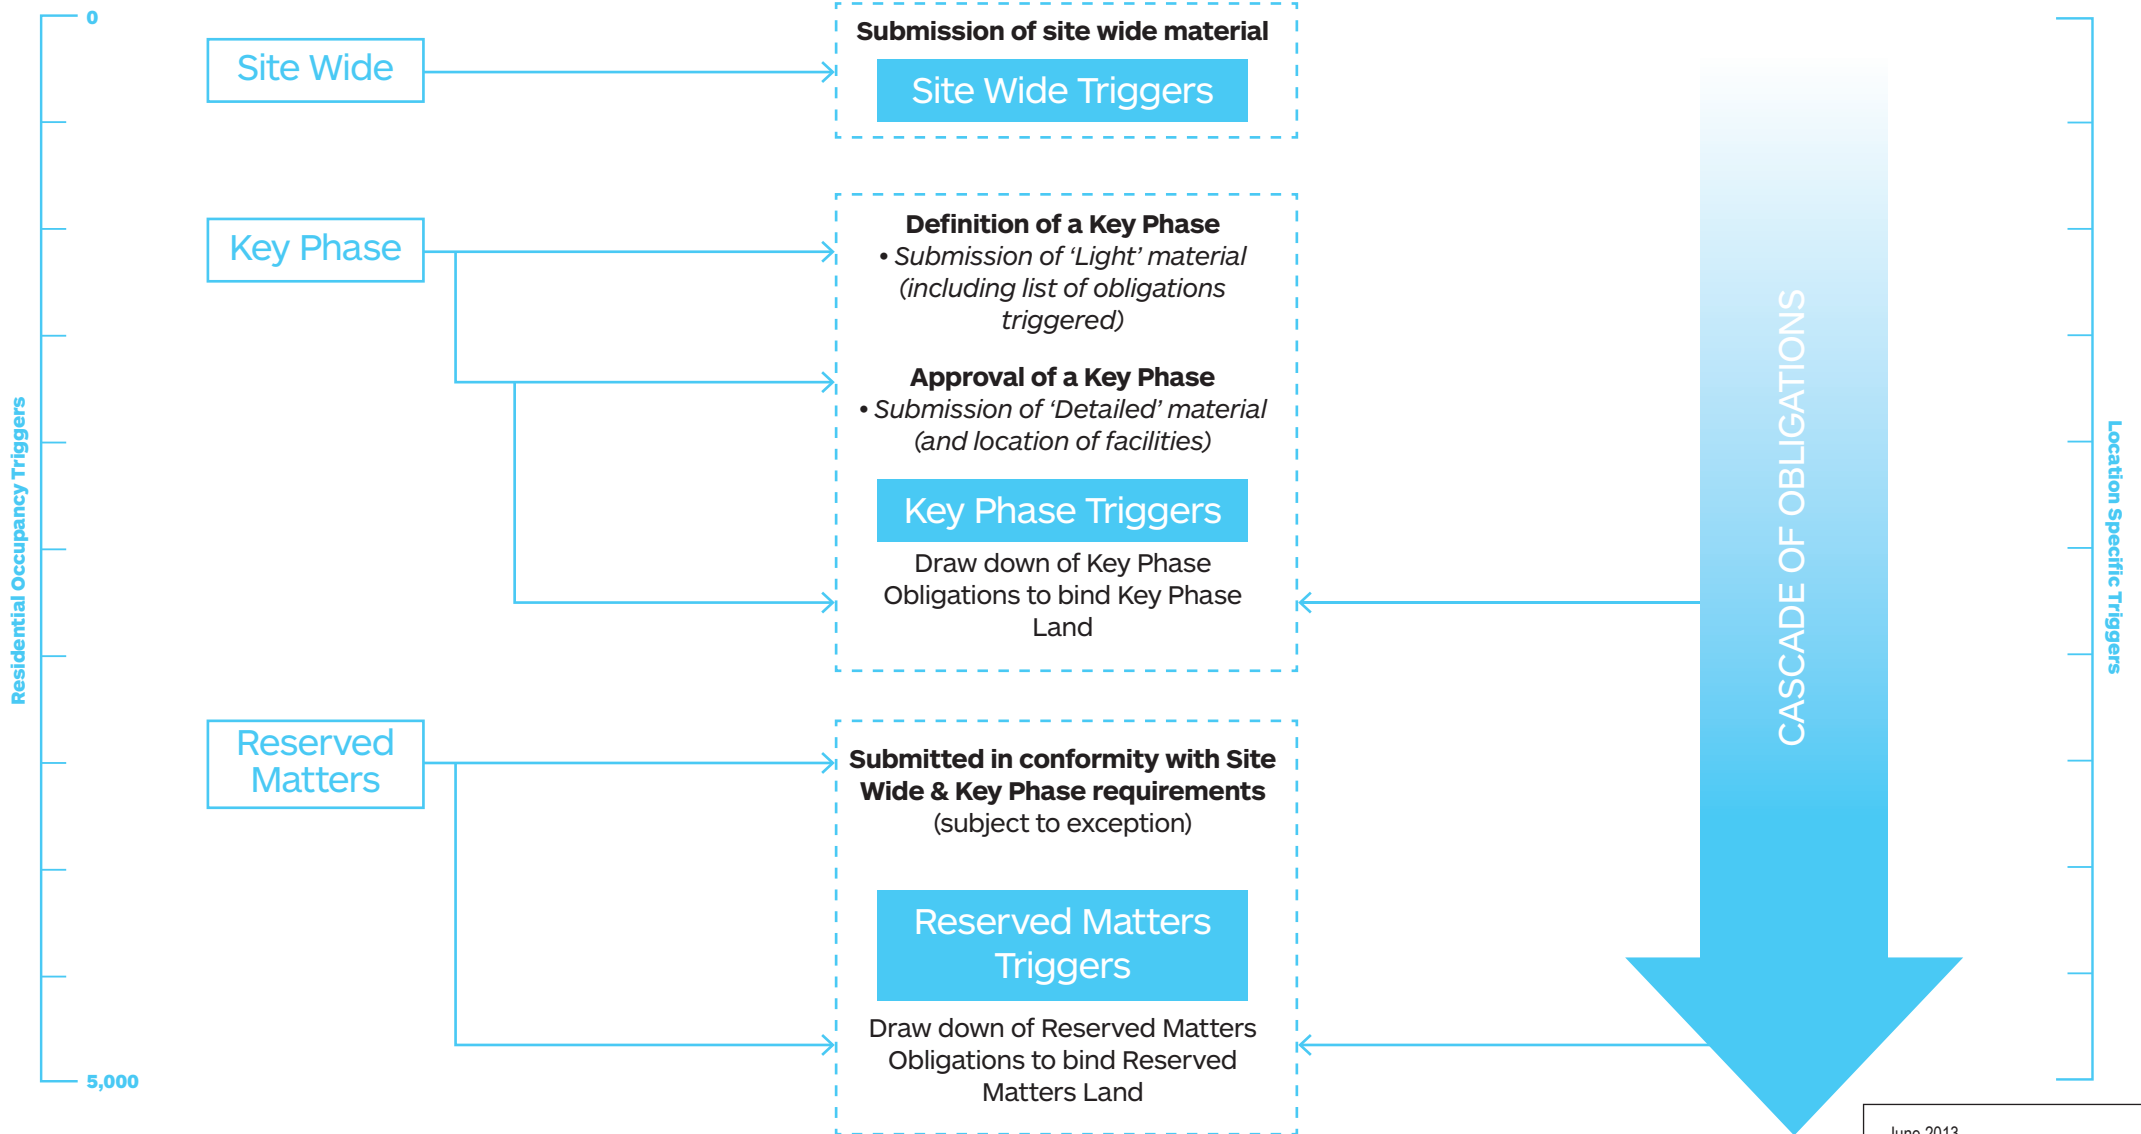 0
Site Wide
Submission of site wide material
Site Wide Triggers
Key Phase
Definition of a Key Phase
• Submission of ‘Light’ material
(including list of obligations
triggered)
Approval of a Key Phase
• Submission of ‘Detailed’ material
(and location of facilities)
Key Phase Triggers
Draw down of Key Phase
Obligations to bind Key Phase
Land
Reserved
Matters
Submitted in conformity with Site
Wide & Key Phase requirements
(subject to exception)
Reserved Matters
Triggers
Draw down of Reserved Matters
Obligations to bind Reserved
Matters Land
5,000
Residential Occupancy Triggers
CASCADE OF OBLIGATIONS
Location Specific Triggers
June 2013